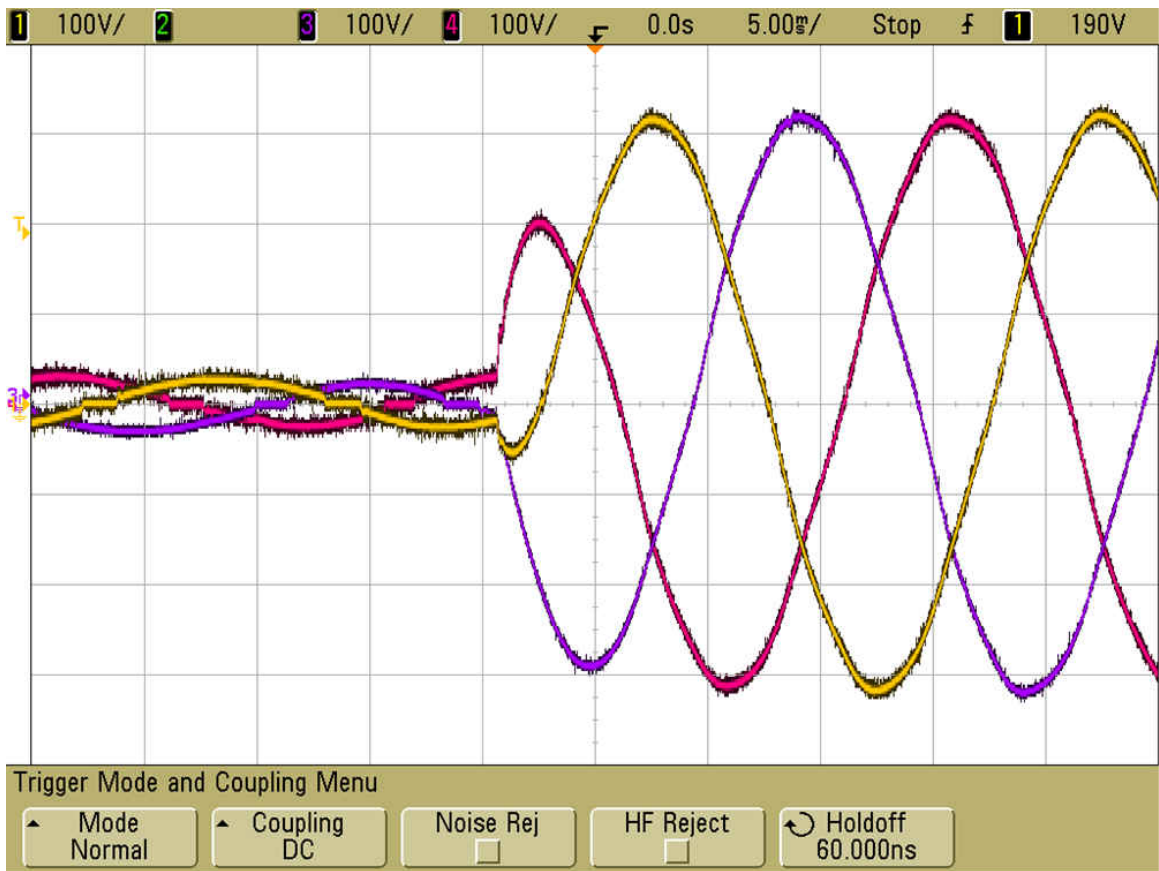 1 100V/ 2 3 100V/ 4 100V/ 0.0s 5.00ms/ Stop 1 190V
T
3
Trigger Mode and Coupling Menu
Mode Coupling Noise Rej HF Reject Holdoff
Normal DC 60.000ns